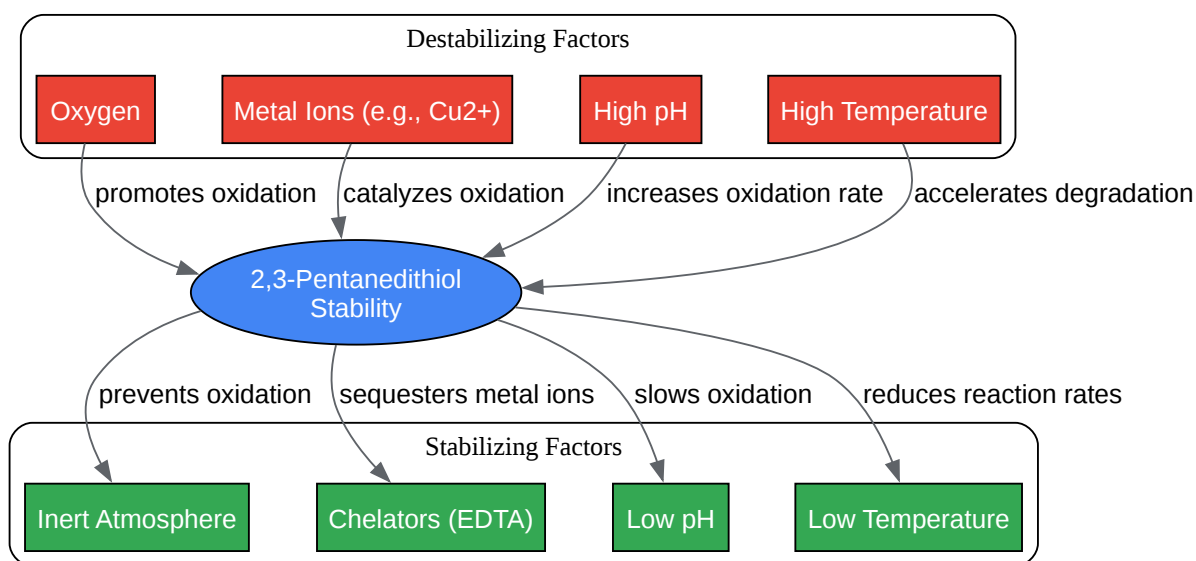 Destabilizing Factors
Oxygen
Metal Ions (e.g., Cu2+)
High pH
High Temperature
promotes oxidation
catalyzes oxidation
increases oxidation rate
accelerates degradation
2,3-Pentanedithiol
Stability
prevents oxidation
sequesters metal ions
slows oxidation
reduces reaction rates
Stabilizing Factors
Inert Atmosphere
Chelators (EDTA)
Low pH
Low Temperature